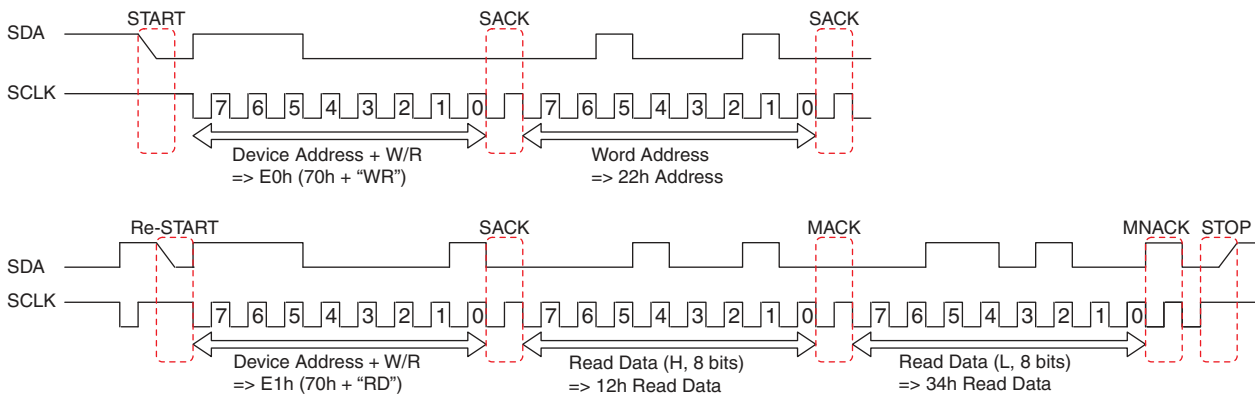 START SACK SACK
SDA
SCLK
7 6 5 4 3 2 1 0 7 6 5 4 3 2 1 0
Device Address + W/R Word Address
=> E0h (70h + “WR”) => 22h Address
Re-START SACK MACK MNACK STOP
SDA
SCLK
7 6 5 4 3 2 1 0 7 6 5 4 3 2 1 0 7 6 5 4 3 2 1 0
Device Address + W/R Read Data (H, 8 bits) Read Data (L, 8 bits)
=> E1h (70h + “RD”) => 12h Read Data => 34h Read Data